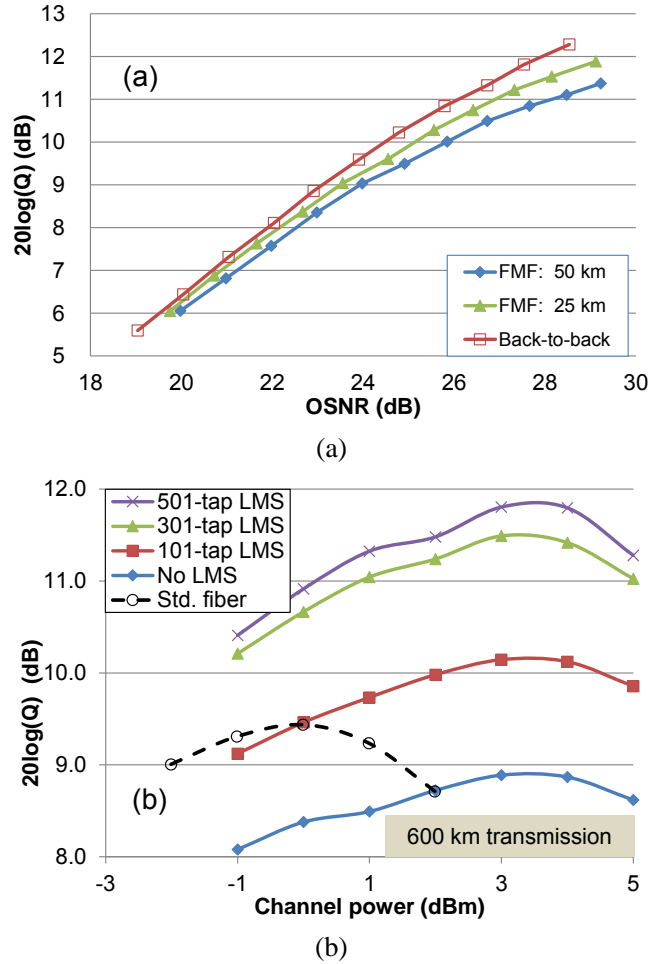 13
12
11
10
9
8
7
6
5
20log(Q) (dB)
(a)
FMF: 50 km
FMF: 25 km
Back-to-back
18 20 22 24 26 28 30
OSNR (dB)
(a)
12.0
11.0
10.0
9.0
8.0
20log(Q) (dB)
501-tap LMS
301-tap LMS
101-tap LMS
No LMS
Std. fiber
(b)
600 km transmission
-3 -1 1 3 5
Channel power (dBm)
(b)